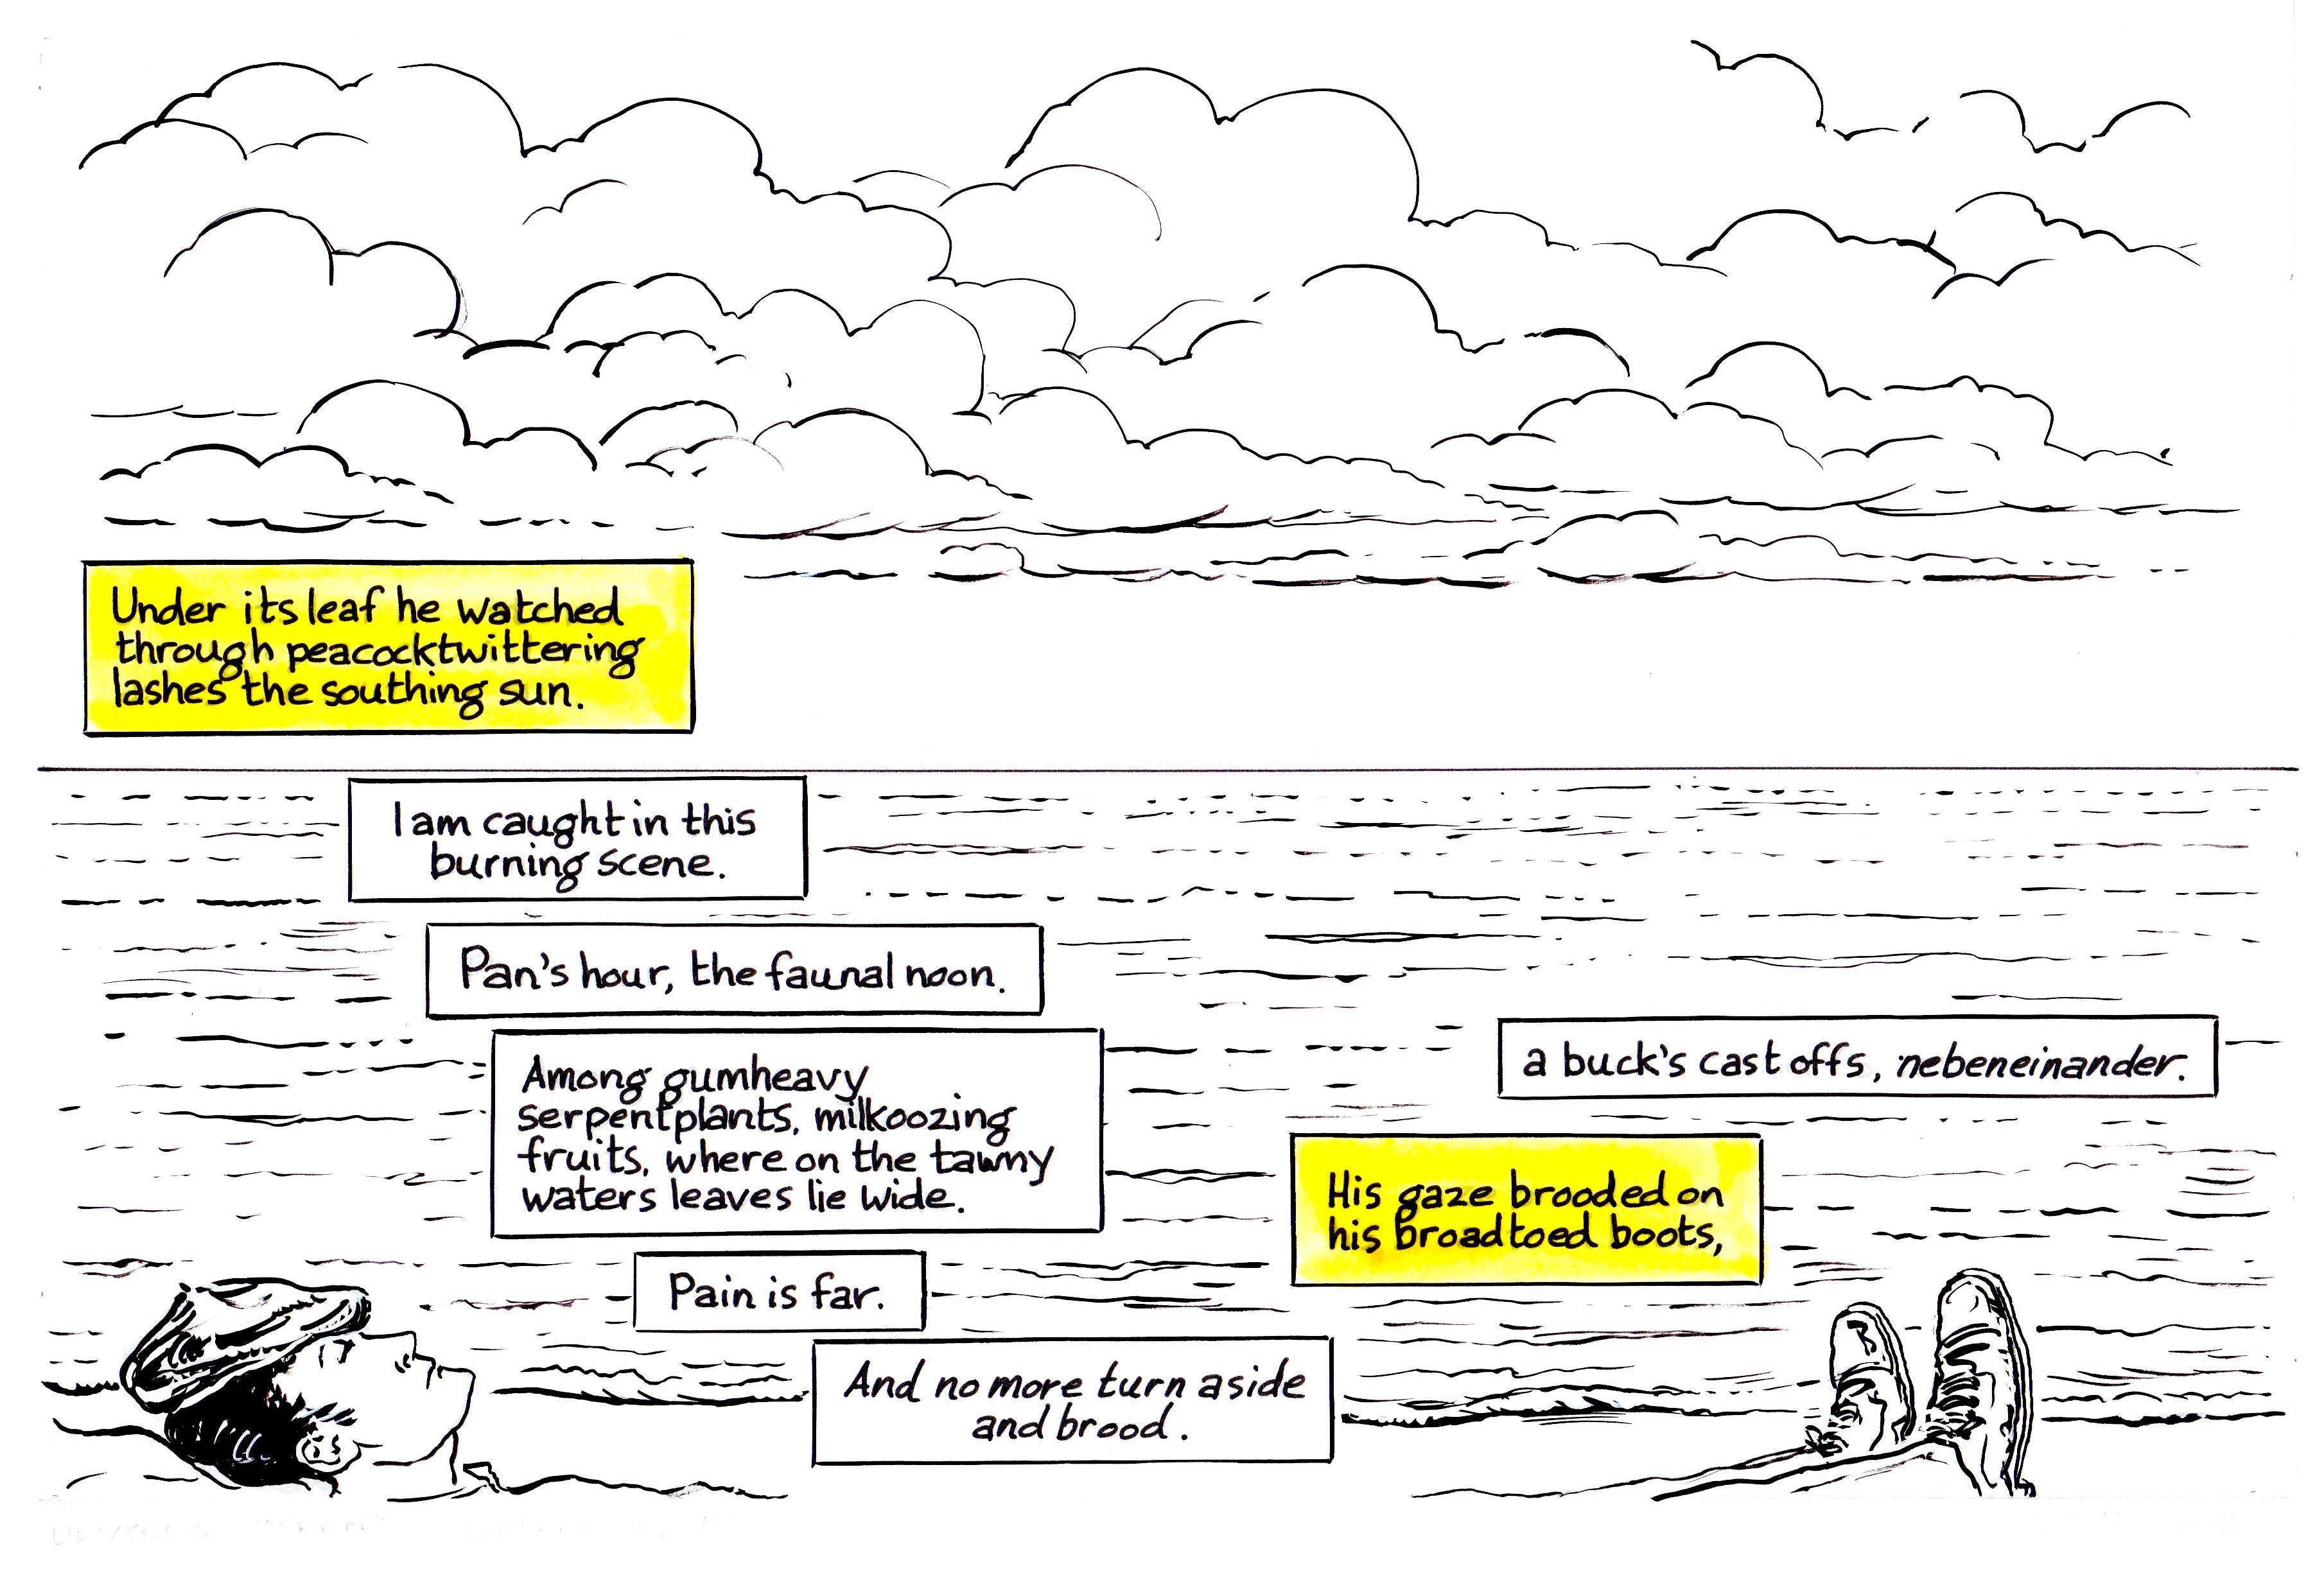 Under its leaf he watched
through peacocktwittering
lashes the southing sun.
I am caught in this
burning scene.
Pan's hour, the faunal noon.
Among gumheavy
serpentplants, milkoozing
fruits, where on the tawny
waters leaves lie wide.
Pain is far.
And no more turn aside
and brood.
His gaze brooded on
his broadtoed boots,
a buck's castoffs, nebeneinander.